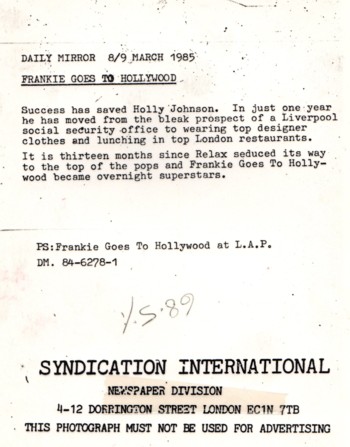 DAILY MIRROR 8/9 MARCH 1985
FRANKIE GOES TO HOLLYWOOD
Success has saved Holly Johnson. In just one year
he has moved from the bleak prospect of a Liverpool
social security office to wearing top designer
clothes and lunching in top London restaurants.
It is thirteen months since Relax seduced its way
to the top of the pops and Frankie Goes To Holly-
wood became overnight superstars.
PS:Frankie Goes To Hollywood at L.A.P.
DM. 84-6278-1
SYNDICATION INTERNATIONAL
NEWSPAPER DIVISION
4-12 DORRINGTON STREET LONDON EC1N 7TB
THIS PHOTOGRAPH MUST NOT BE USED FOR ADVERTISING